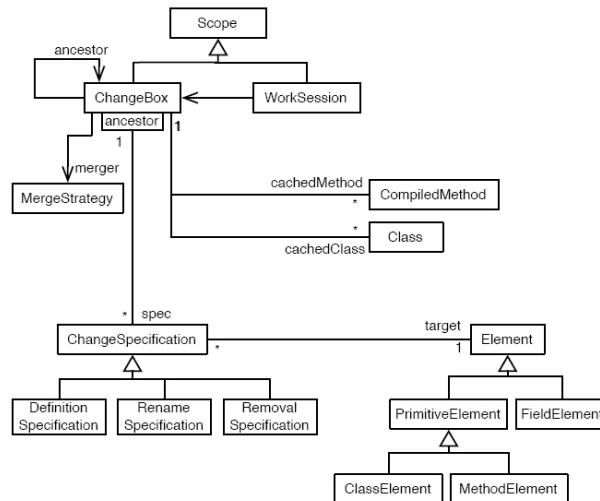 Scope
ancestor
ChangeBox
WorkSession
ancestor
1
1
merger
MergeStrategy
cachedMethod
*
CompiledMethod
*
Class
cachedClass
*
spec
ChangeSpecification
*
target
1
Element
Definition
Specification
Rename
Specification
Removal
Specification
PrimitiveElement
FieldElement
ClassElement
MethodElement